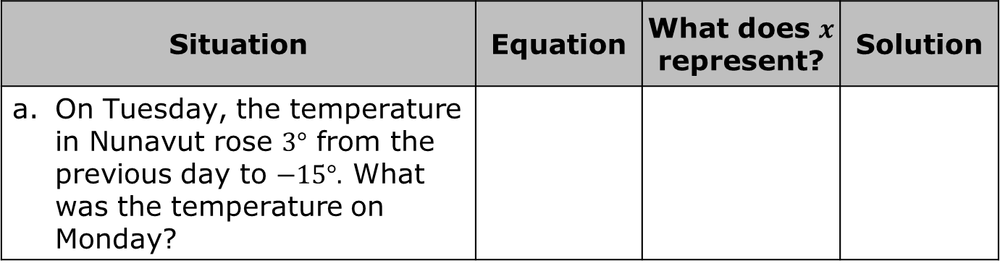 Situation
Equation
What does x
represent?
Solution
a. On Tuesday, the temperature
in Nunavut rose 3° from the
previous day to −15°. What
was the temperature on
Monday?